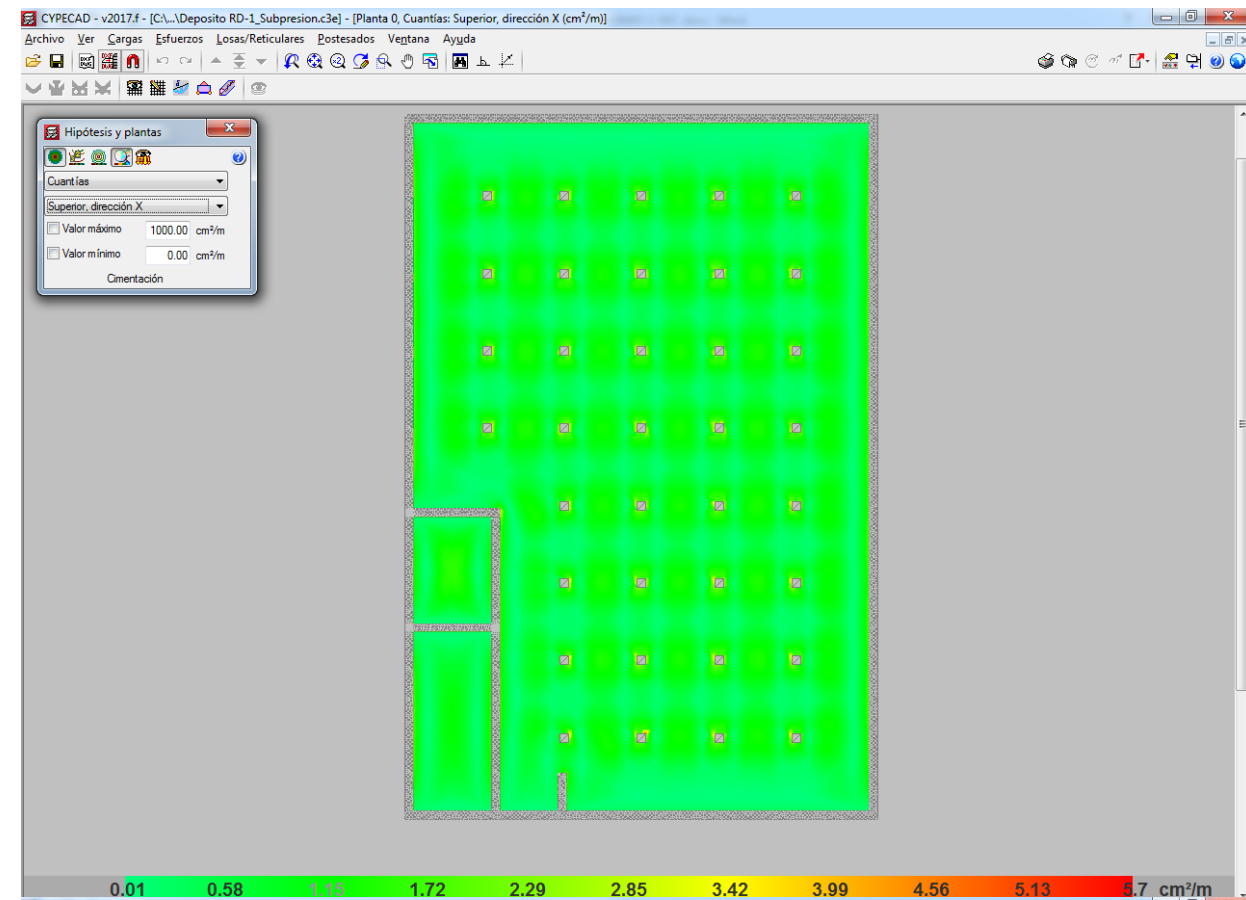 CYPECAD - v2017.f - [C:\...\Deposito RD-1_Subpresion.c3e] - [Planta 0, Cuantías: Superior, dirección X (cm²/m)]
Archivo Ver Cargas Esfuerzos Losas/Reticulares Postesados Ventana Ayuda
Hipótesis y plantas
Cuantías
Superior, dirección X
Valor máximo 1000.00 cm²/m
Valor mínimo 0.00 cm²/m
Cimentación
0.01 0.58 1.15 1.72 2.29 2.85 3.42 3.99 4.56 5.13 5.7 cm²/m